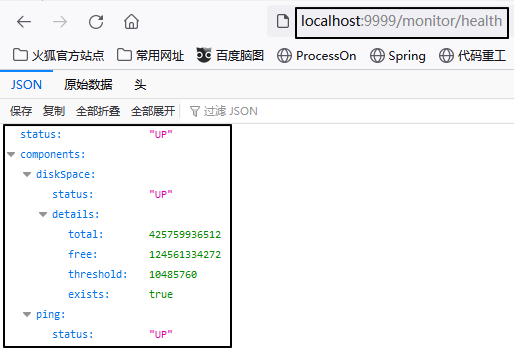 localhost:9999/monitor/health
火狐官方站点 常用网址 百度脑图 ProcessOn Spring 代码重工
JSON 原始数据 头
保存 复制 全部折叠 全部展开 过滤 JSON
status: "UP"
components:
diskSpace:
status: "UP"
details:
total: 425759936512
free: 124561334272
threshold: 10485760
exists: true
ping:
status: "UP"